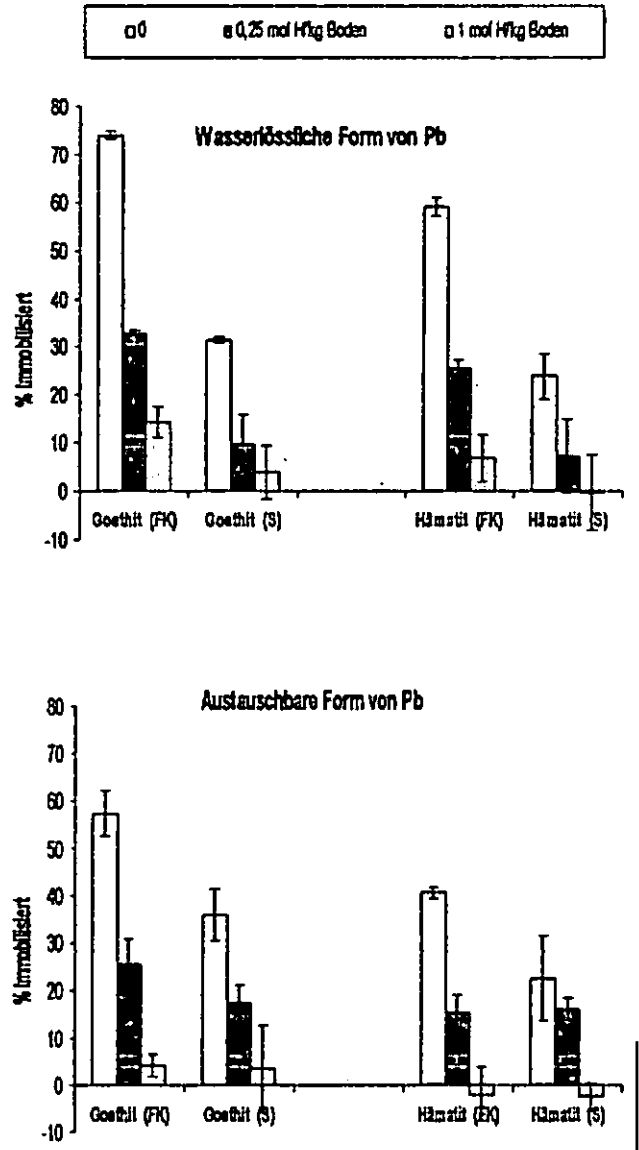 0 0,25 mol H/kg Boden 1 mol H/kg Boden
Wasserlössliche Form von Pb
% Immobilisiert
80
70
60
50
40
30
20
10
0
-10
Goethit (FK) Goethit (S) Hämatit (FK) Hämatit (S)
Austauschbare Form von Pb
% Immobilisiert
80
70
60
50
40
30
20
10
0
-10
Goethit (FK) Goethit (S) Hämatit (FK) Hämatit (S)